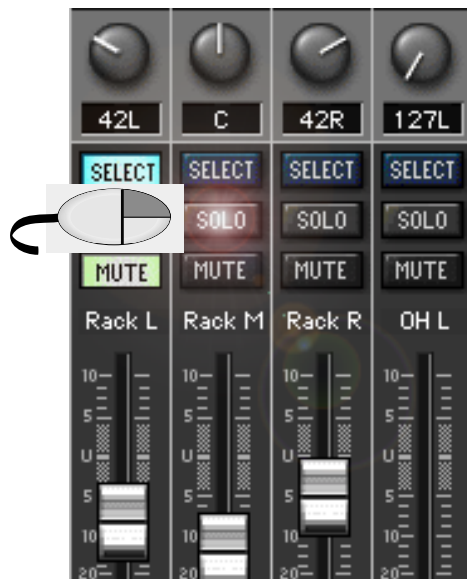 42L C 42R 127L
SELECT SELECT SELECT SELECT
SOLO SOLO SOLO
MUTE MUTE MUTE MUTE
Rack L Rack M Rack R OH L
10 10 10 10
5 5 5 5
U U U U
5 5 5 5
10 10 10 10
20 20 20 20